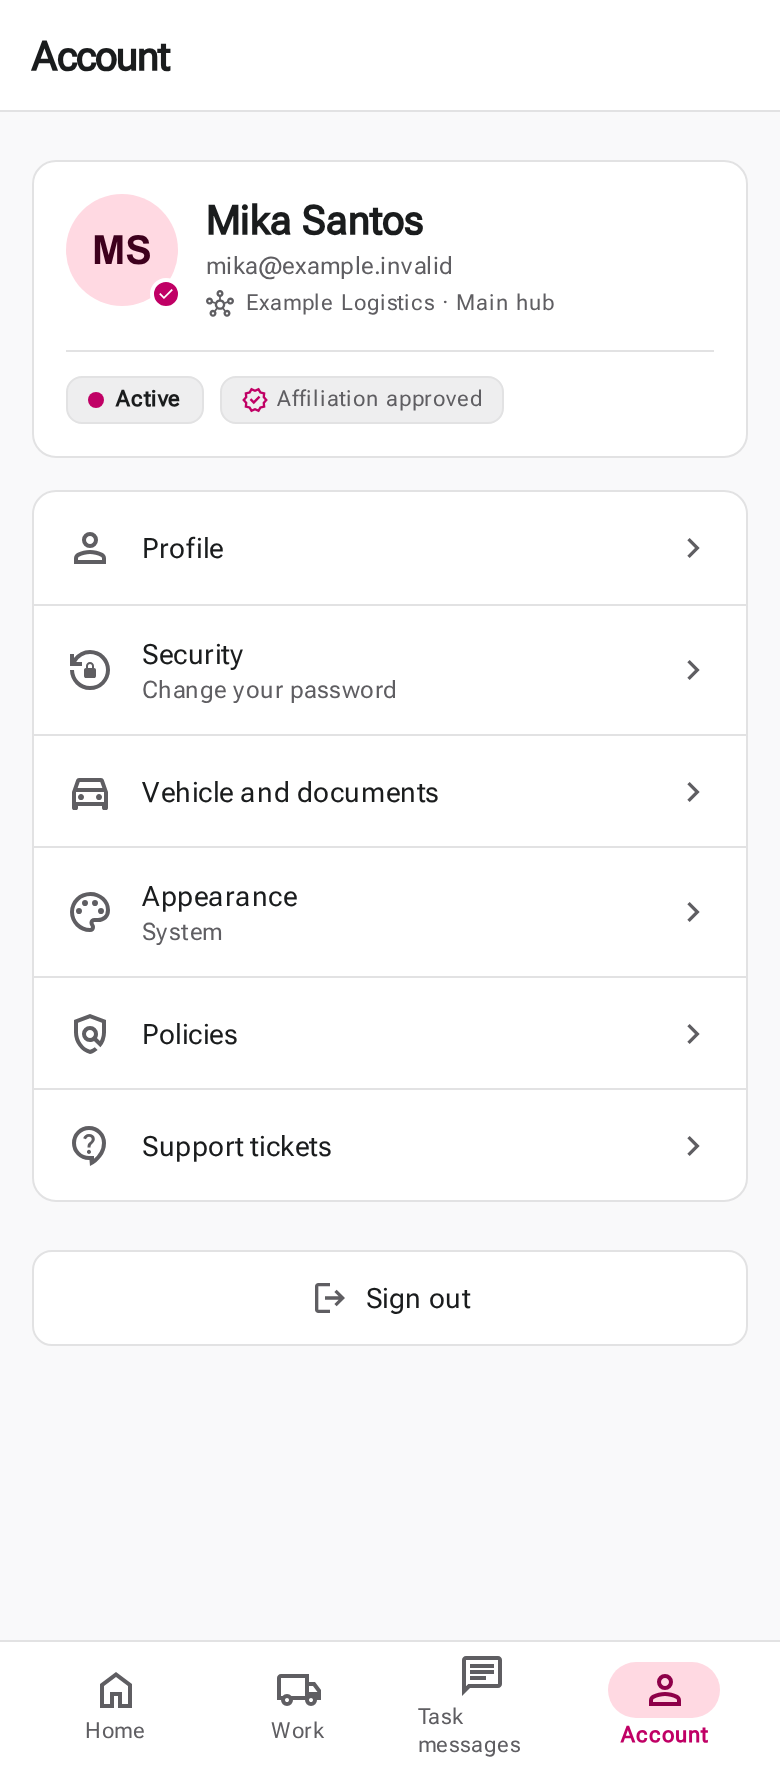 Account
MS
Mika Santos
mika@example.invalid
Example Logistics · Main hub
Active
Affiliation approved
Profile
Security
Change your password
Vehicle and documents
Appearance
System
Policies
Support tickets
Sign out
Home
Work
Task
messages
Account